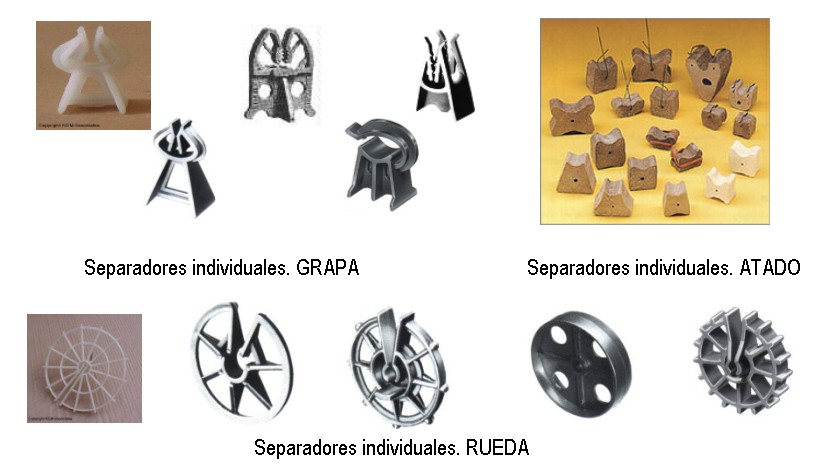 Separadores individuales. GRAPA
Separadores individuales. ATADO
Separadores individuales. RUEDA